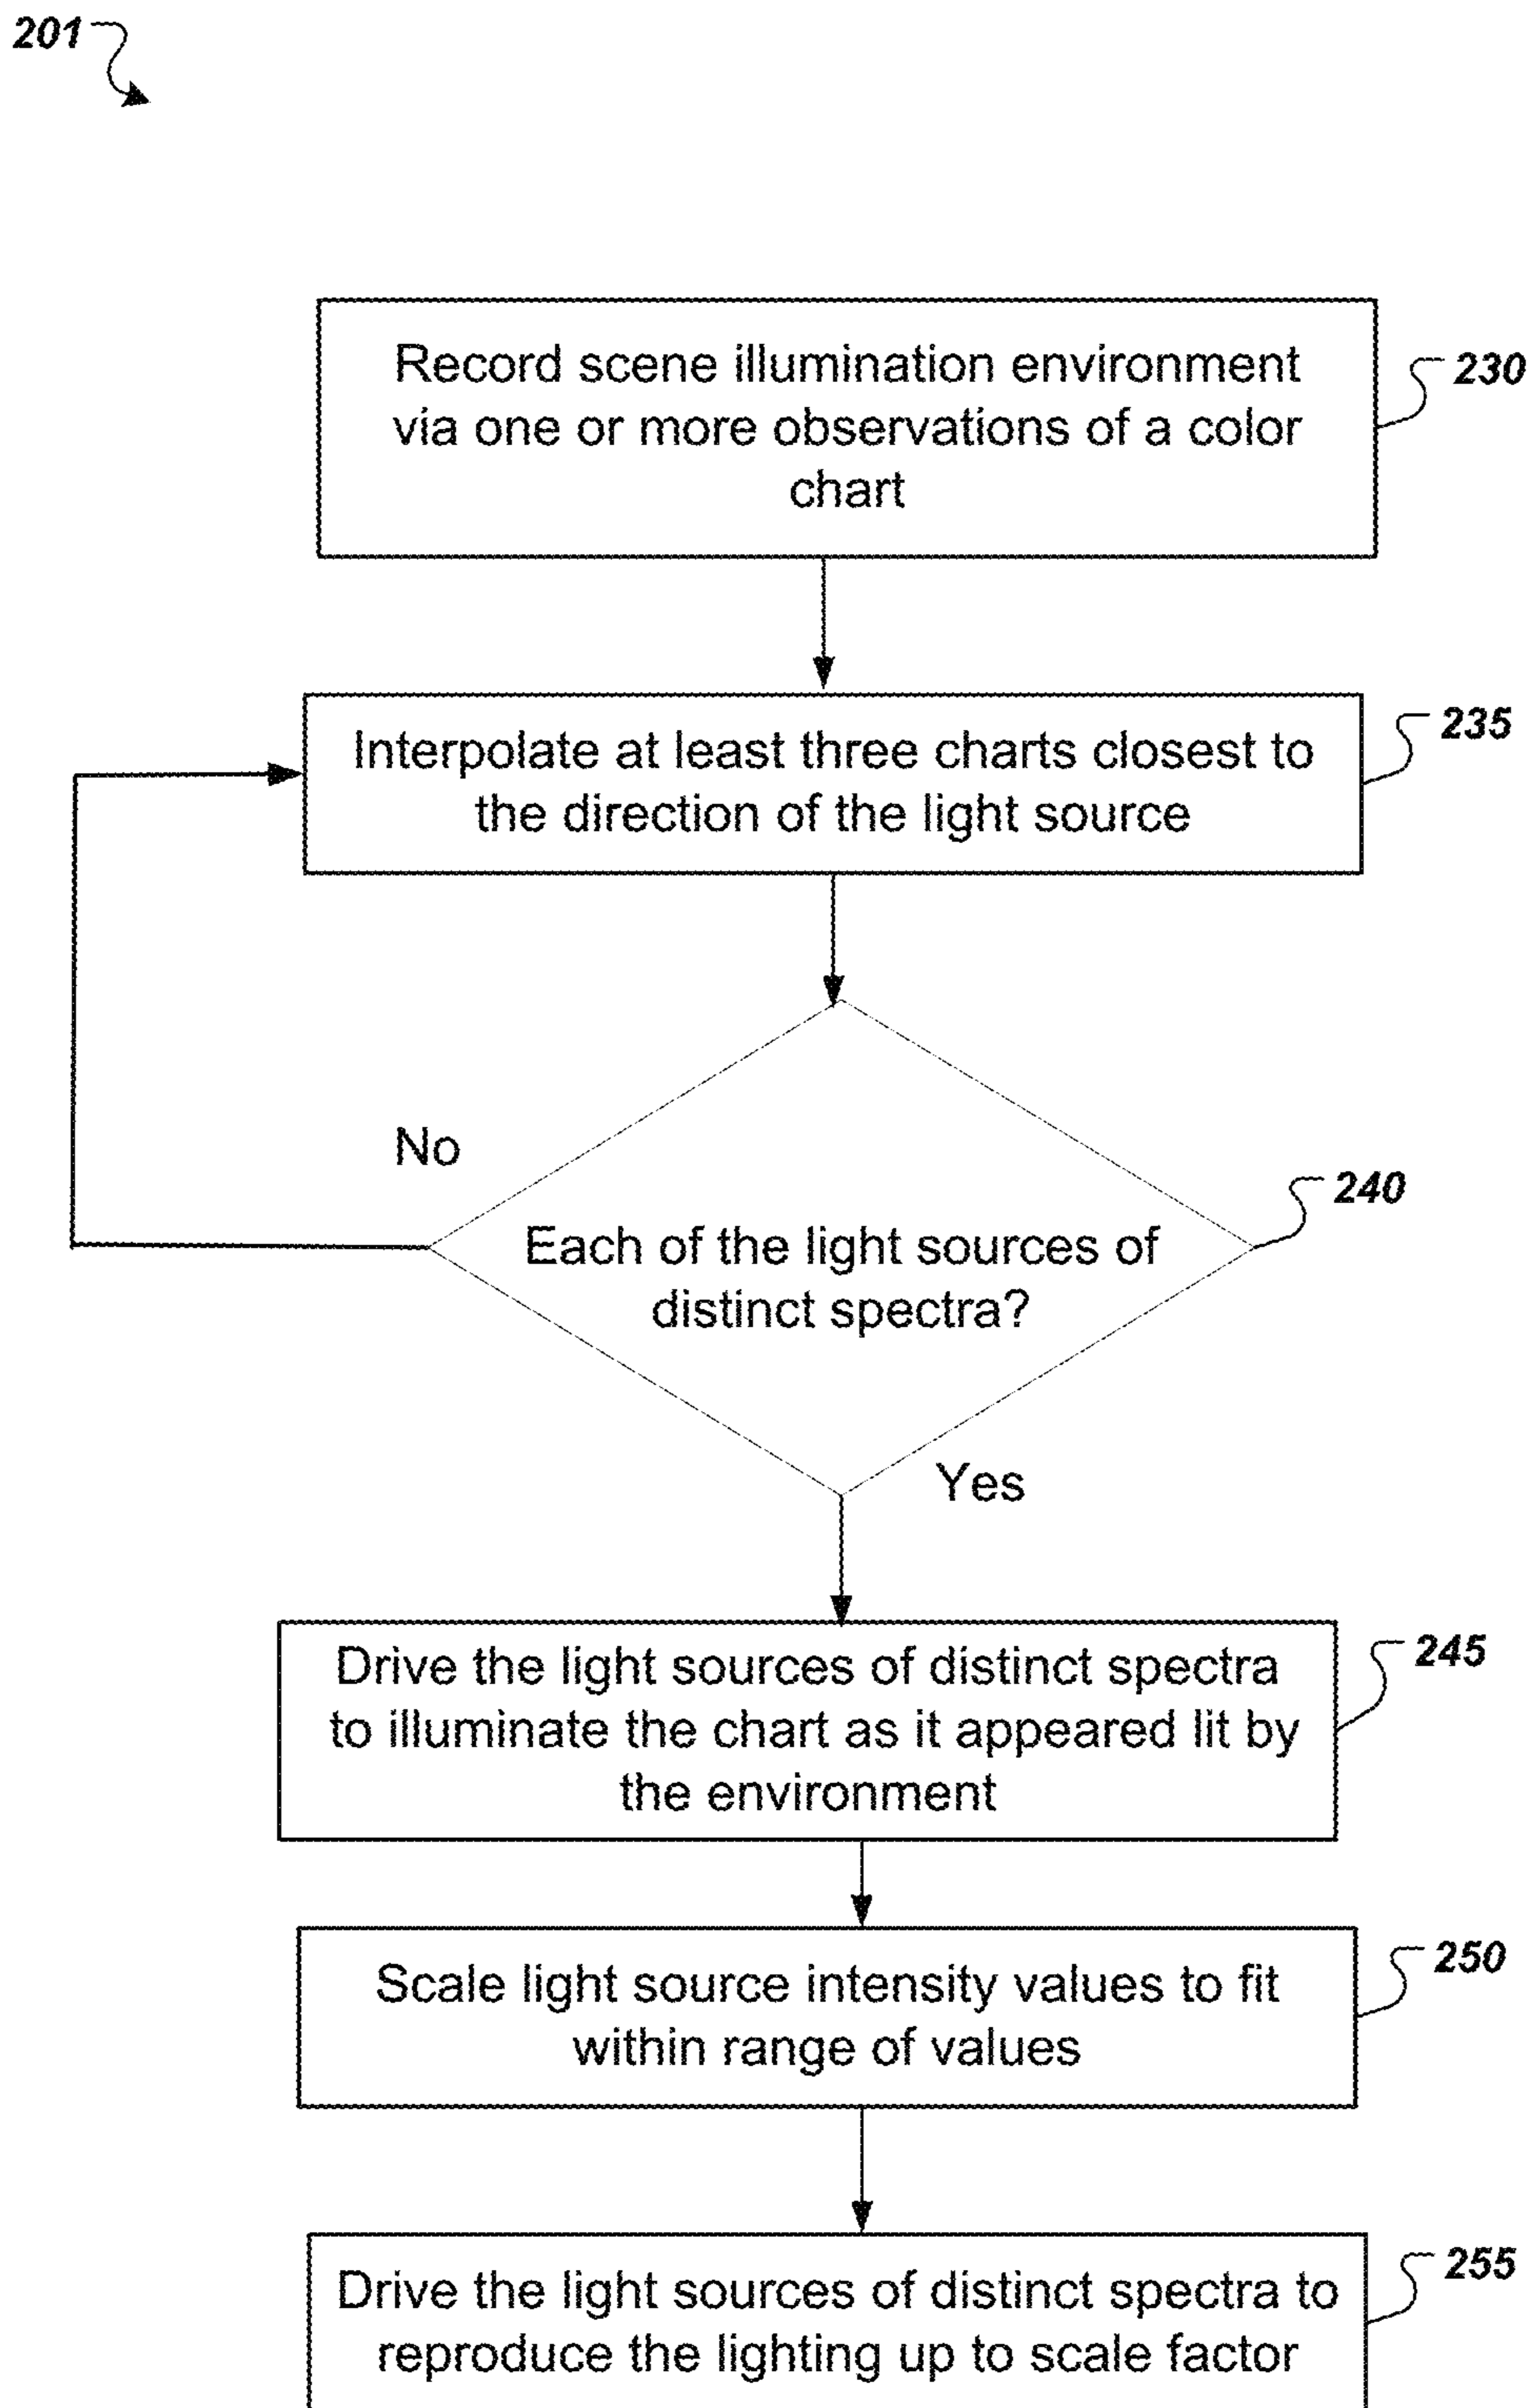 201
Record scene illumination environment
via one or more observations of a color
chart
230
Interpolate at least three charts closest to
the direction of the light source
235
No
Each of the light sources of
distinct spectra?
240
Yes
Drive the light sources of distinct spectra
to illuminate the chart as it appeared lit by
the environment
245
Scale light source intensity values to fit
within range of values
250
Drive the light sources of distinct spectra to
reproduce the lighting up to scale factor
255